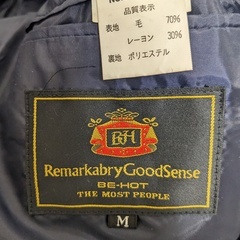 品質表示
表地 毛 70%
レーヨン 30%
裏地 ポリエステル
BH
RemarkabryGoodSense
BE-HOT
THE MOST PEOPLE
M